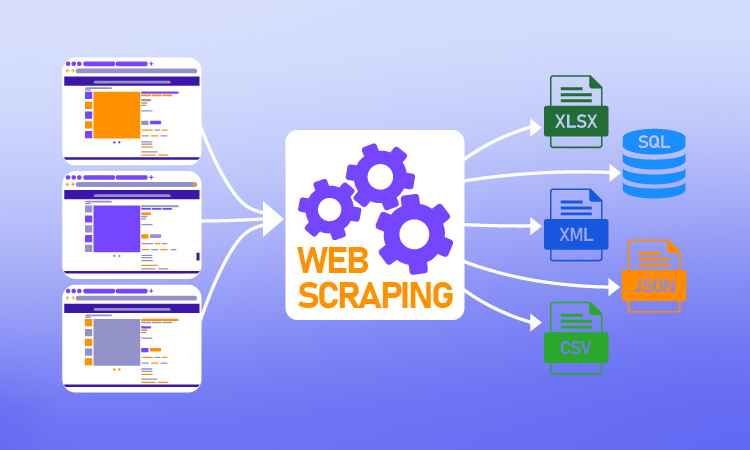 WEB
SCRAPING
XLSX
SQL
XML
JSON
CSV